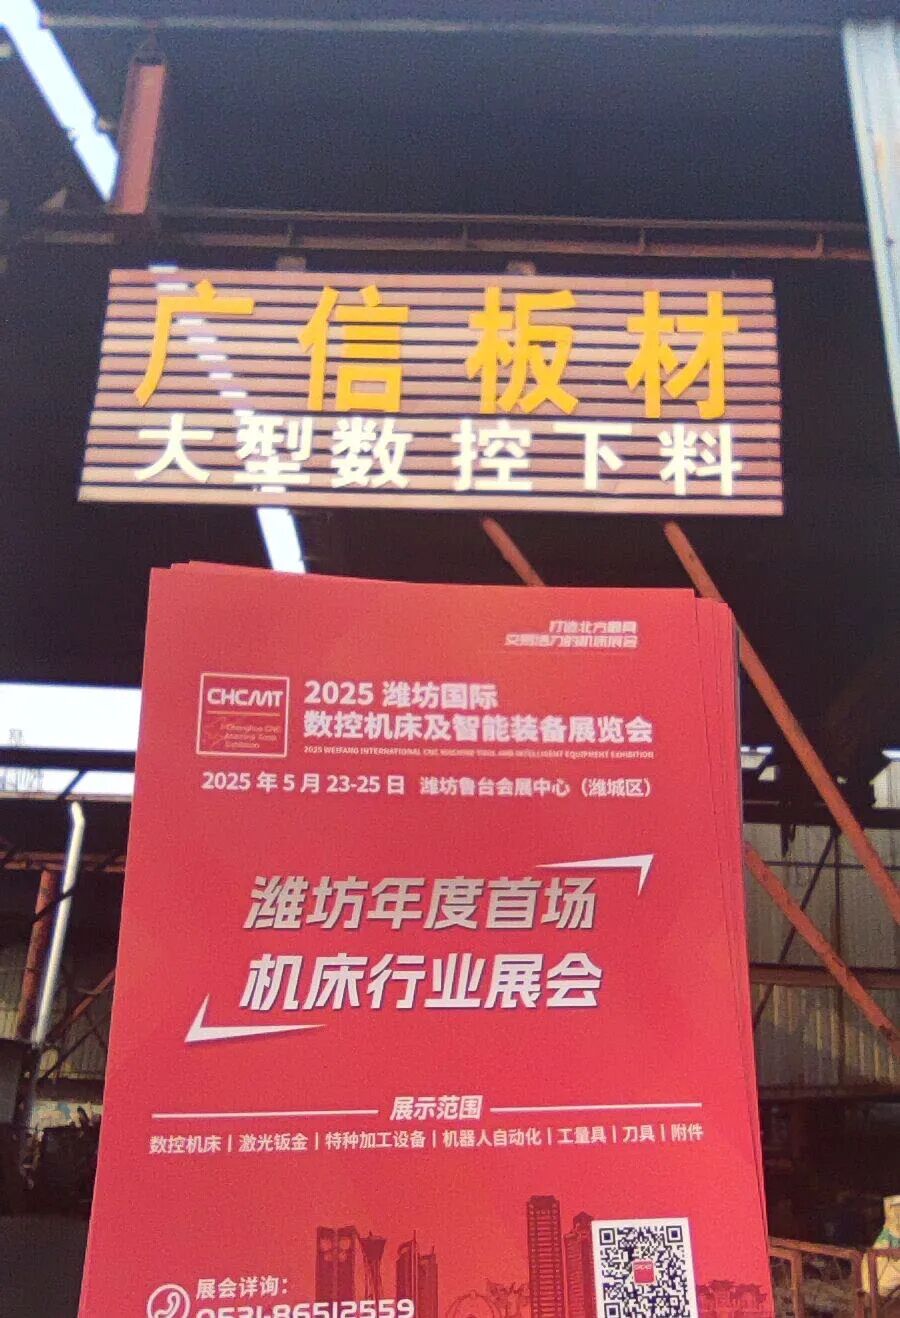 广信板材
大型数控下料
打造北方最具
交易活力的机床展会
CHCMT
2025 潍坊国际
数控机床及智能装备展览会
2025 WEIFANG INTERNATIONAL CNC MACHINE TOOL AND INTELLIGENT EQUIPMENT EXHIBITION
2025 年 5 月 23-25 日 潍坊鲁台会展中心（潍城区）
潍坊年度首场
机床行业展会
展示范围
数控机床 | 激光钣金 | 特种加工设备 | 机器人自动化 | 工量具 | 刀具 | 附件
展会详询：
0531-86512559